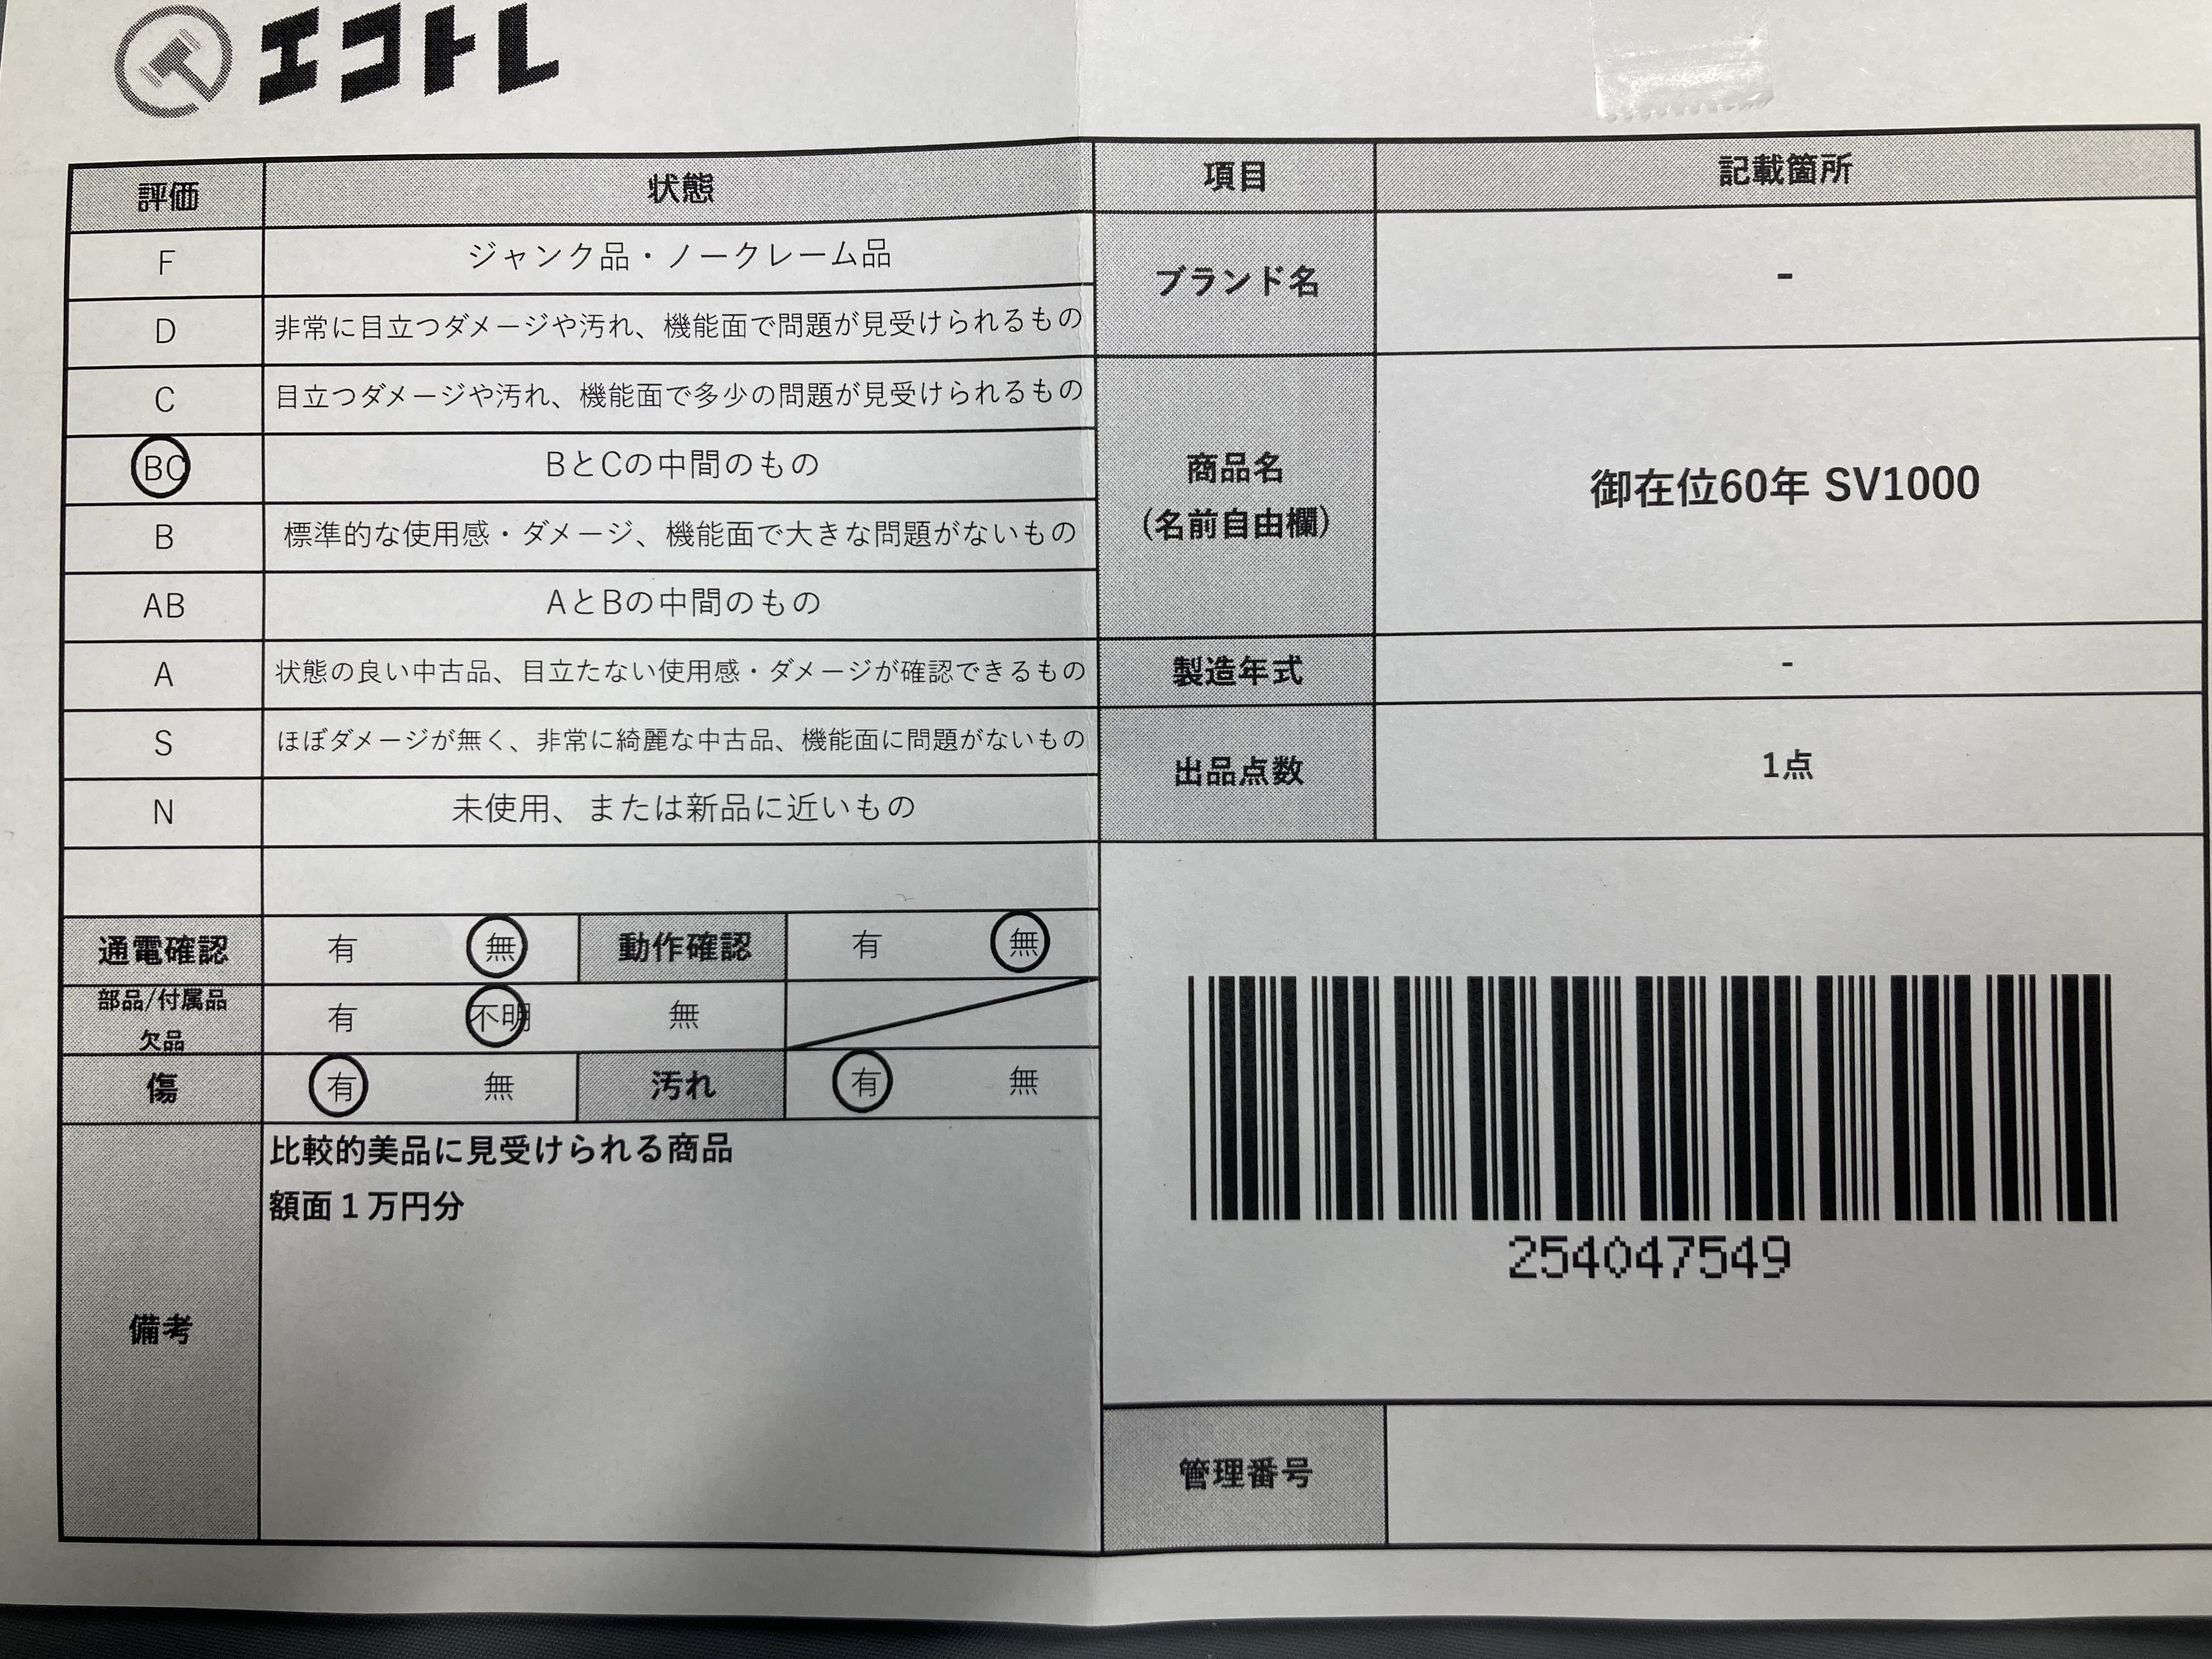 エコトレ
評価 状態
F ジャンク品・ノークレーム品
D 非常に目立つダメージや汚れ、機能面で問題が見受けられるもの
C 目立つダメージや汚れ、機能面で多少の問題が見受けられるもの
BC BとCの中間のもの
B 標準的な使用感・ダメージ、機能面で大きな問題がないもの
AB AとBの中間のもの
A 状態の良い中古品、目立たない使用感・ダメージが確認できるもの
S ほぼダメージが無く、非常に綺麗な中古品、機能面に問題がないもの
N 未使用、または新品に近いもの
通電確認 有 無 動作確認 有 無
部品/付属品
欠品 有 不明 無
傷 有 無 汚れ 有 無
備考
比較的美品に見受けられる商品
額面１万円分
項目 記載箇所
ブランド名 -
商品名
(名前自由欄)
御在位60年 SV1000
製造年式 -
出品点数 1点
254047549
管理番号